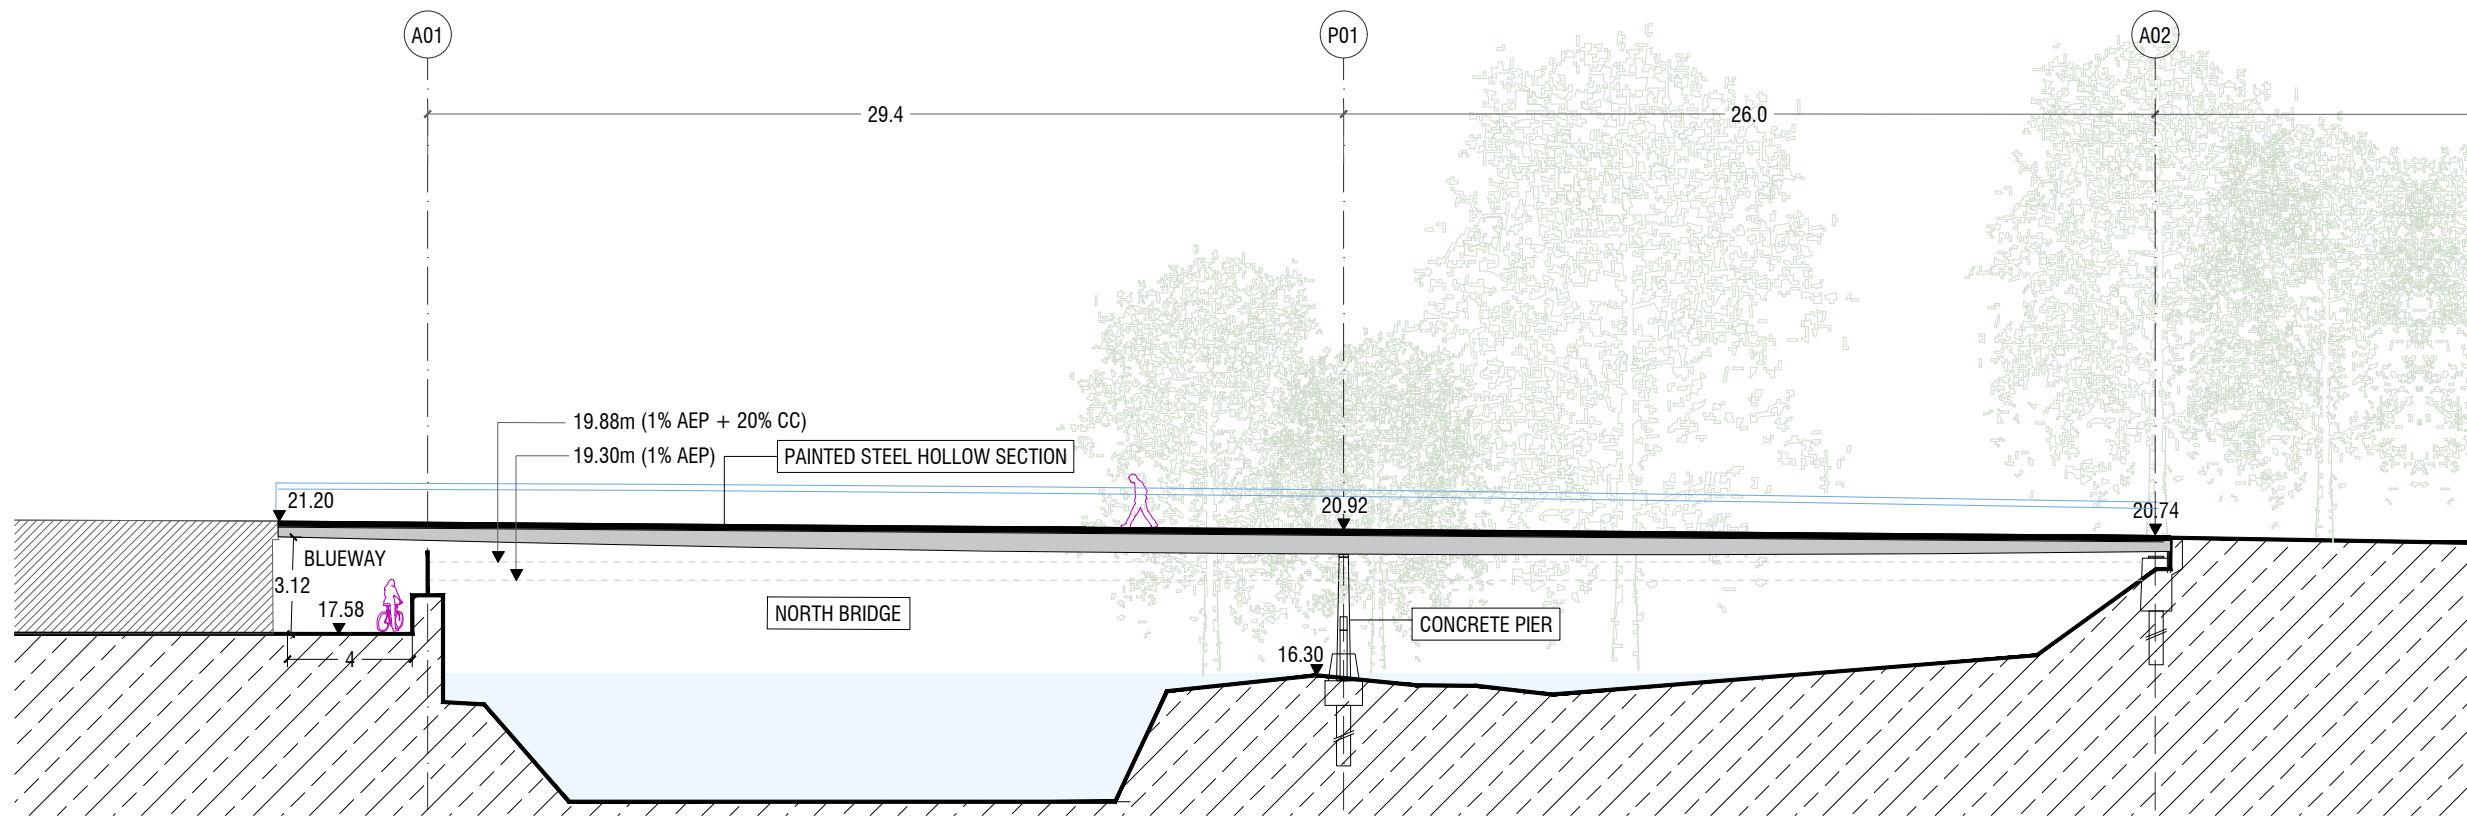 A01
P01
A02
29.4
26.0
19.88m (1% AEP + 20% CC)
19.30m (1% AEP)
PAINTED STEEL HOLLOW SECTION
21.20
20.92
20.74
BLUEWAY
3.12
17.58
NORTH BRIDGE
CONCRETE PIER
4
16.30